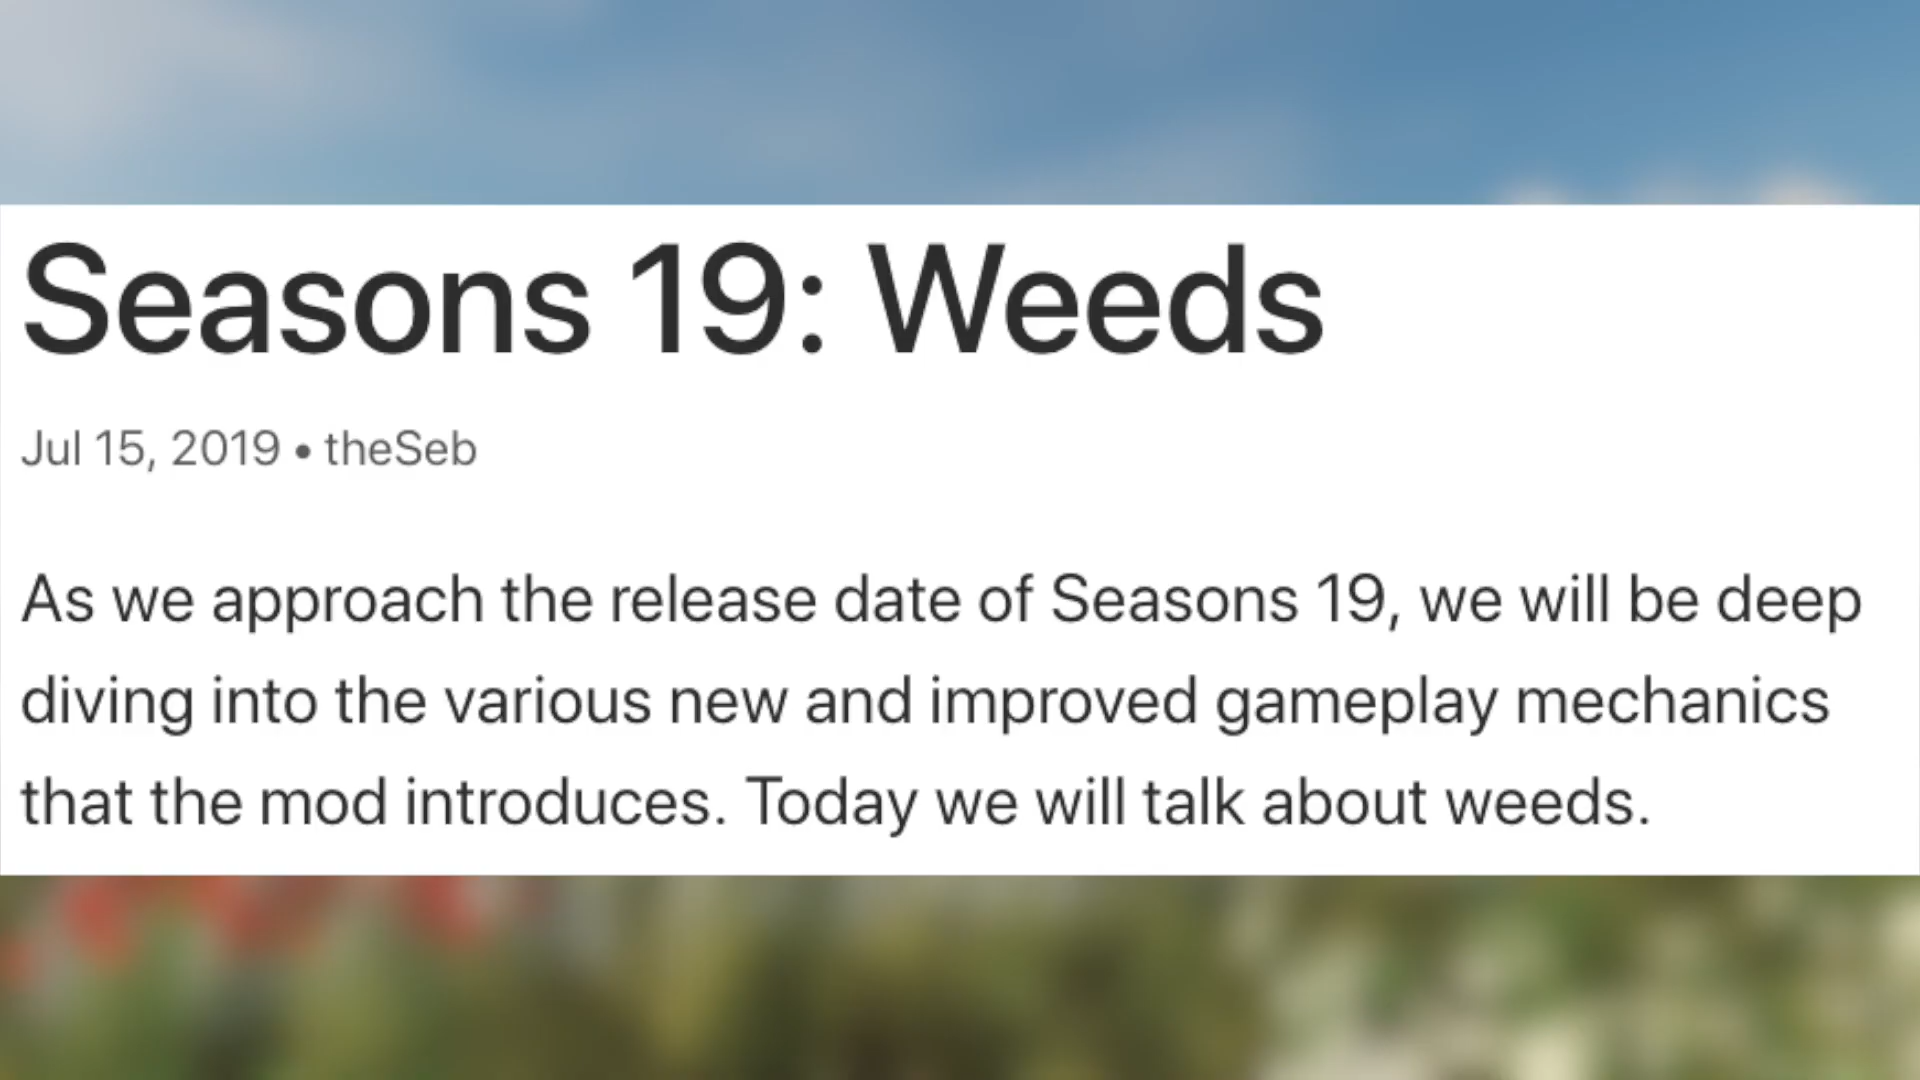 Seasons 19: Weeds
Jul 15, 2019 • theSeb
As we approach the release date of Seasons 19, we will be deep
diving into the various new and improved gameplay mechanics
that the mod introduces. Today we will talk about weeds.